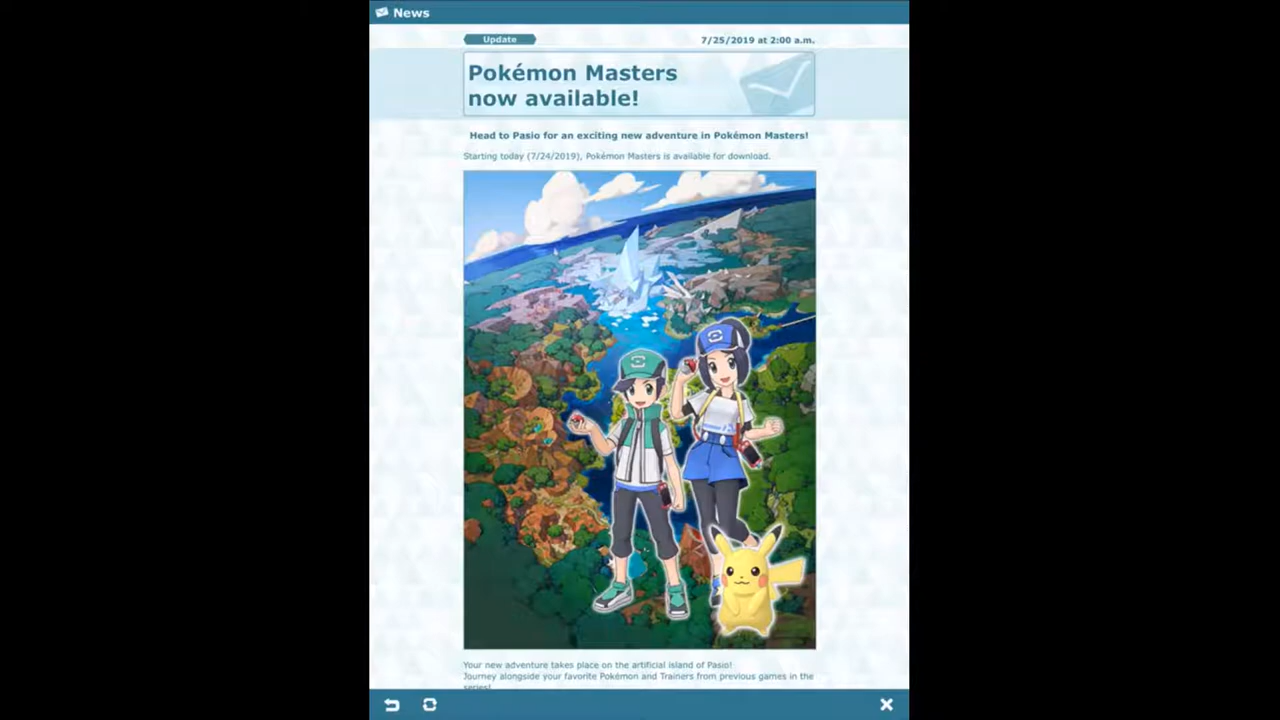 News
Update
7/25/2019 at 2:00 a.m.
Pokémon Masters
now available!
Head to Pasio for an exciting new adventure in Pokémon Masters!
Starting today (7/24/2019), Pokémon Masters is available for download.
Your new adventure takes place on the artificial island of Pasio!
Journey alongside your favorite Pokémon and Trainers from previous games in the
series!